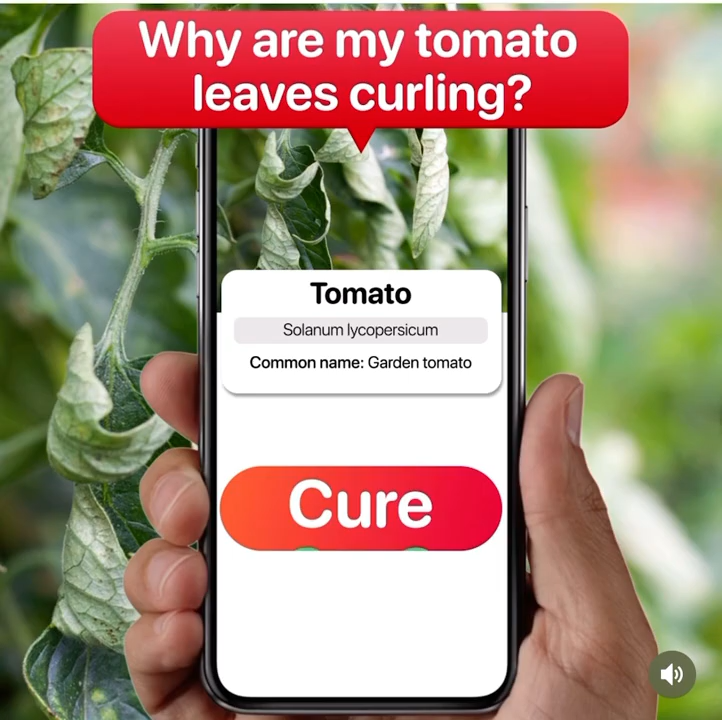 Why are my tomato
leaves curling?
Tomato
Solanum lycopersicum
Common name: Garden tomato
Cure